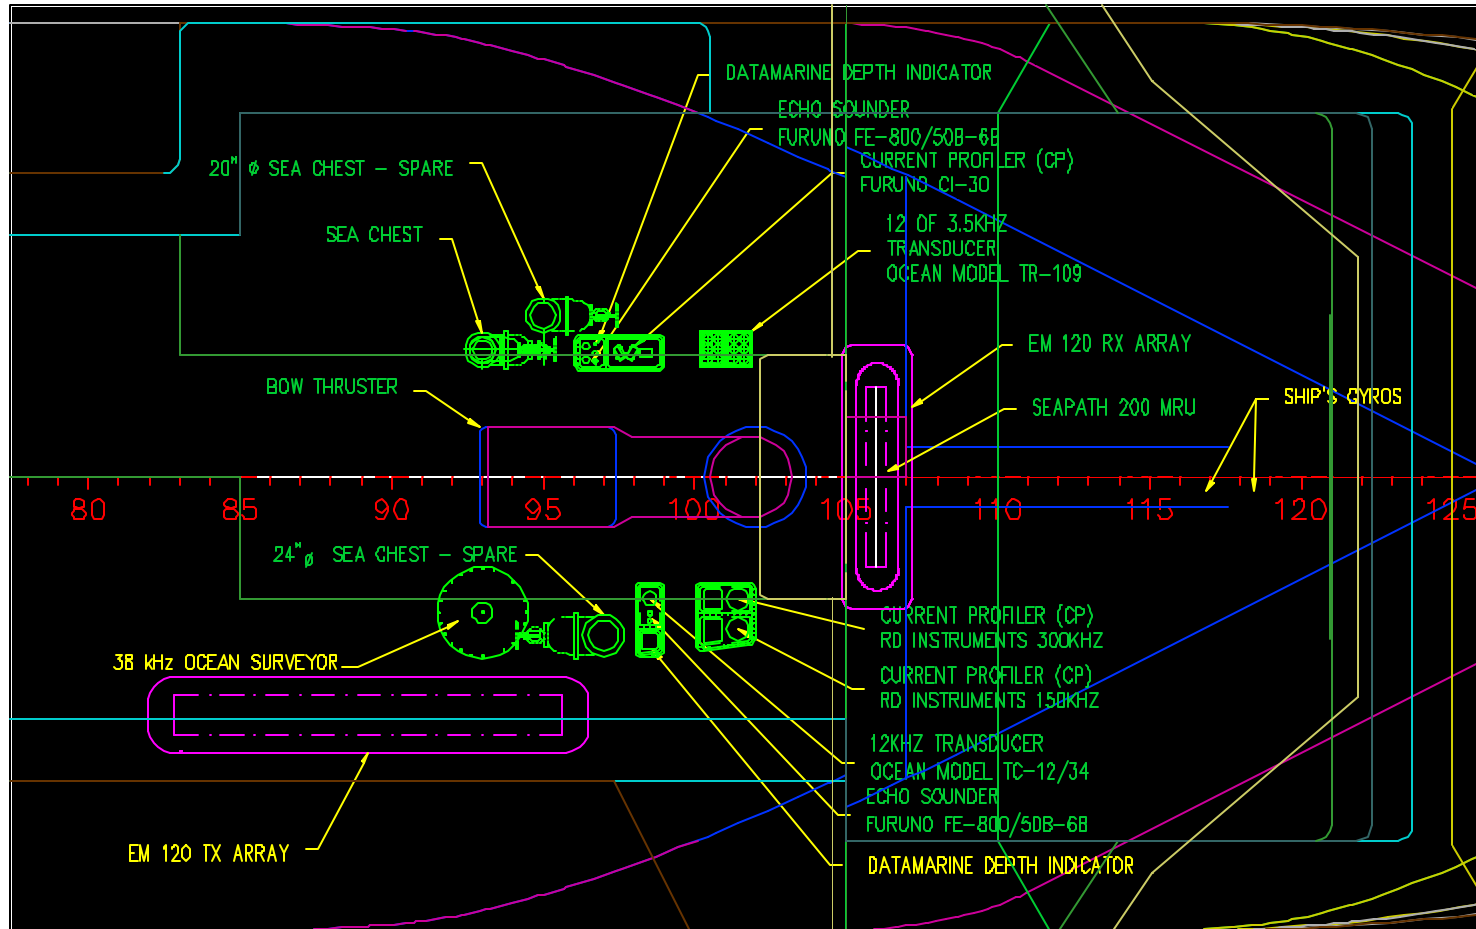 DATAMARINE DEPTH INDICATOR
ECHO SOUNDER
FURUNO FE-800/50B-6B
20" ø SEA CHEST - SPARE
CURRENT PROFILER (CP)
FURUNO CI-30
SEA CHEST
12 OF 3.5KHZ
TRANSDUCER
OCEAN MODEL TR-109
EM 120 RX ARRAY
BOW THRUSTER
SEAPATH 200 MRU
SHIP'S GYROS
80 85 90 95 100 105 110 115 120 125
24" ø SEA CHEST - SPARE
CURRENT PROFILER (CP)
RD INSTRUMENTS 300KHZ
38 kHz OCEAN SURVEYOR
CURRENT PROFILER (CP)
RD INSTRUMENTS 150KHZ
12KHZ TRANSDUCER
OCEAN MODEL TC-12/34
ECHO SOUNDER
FURUNO FE-800/50B-6B
EM 120 TX ARRAY
DATAMARINE DEPTH INDICATOR